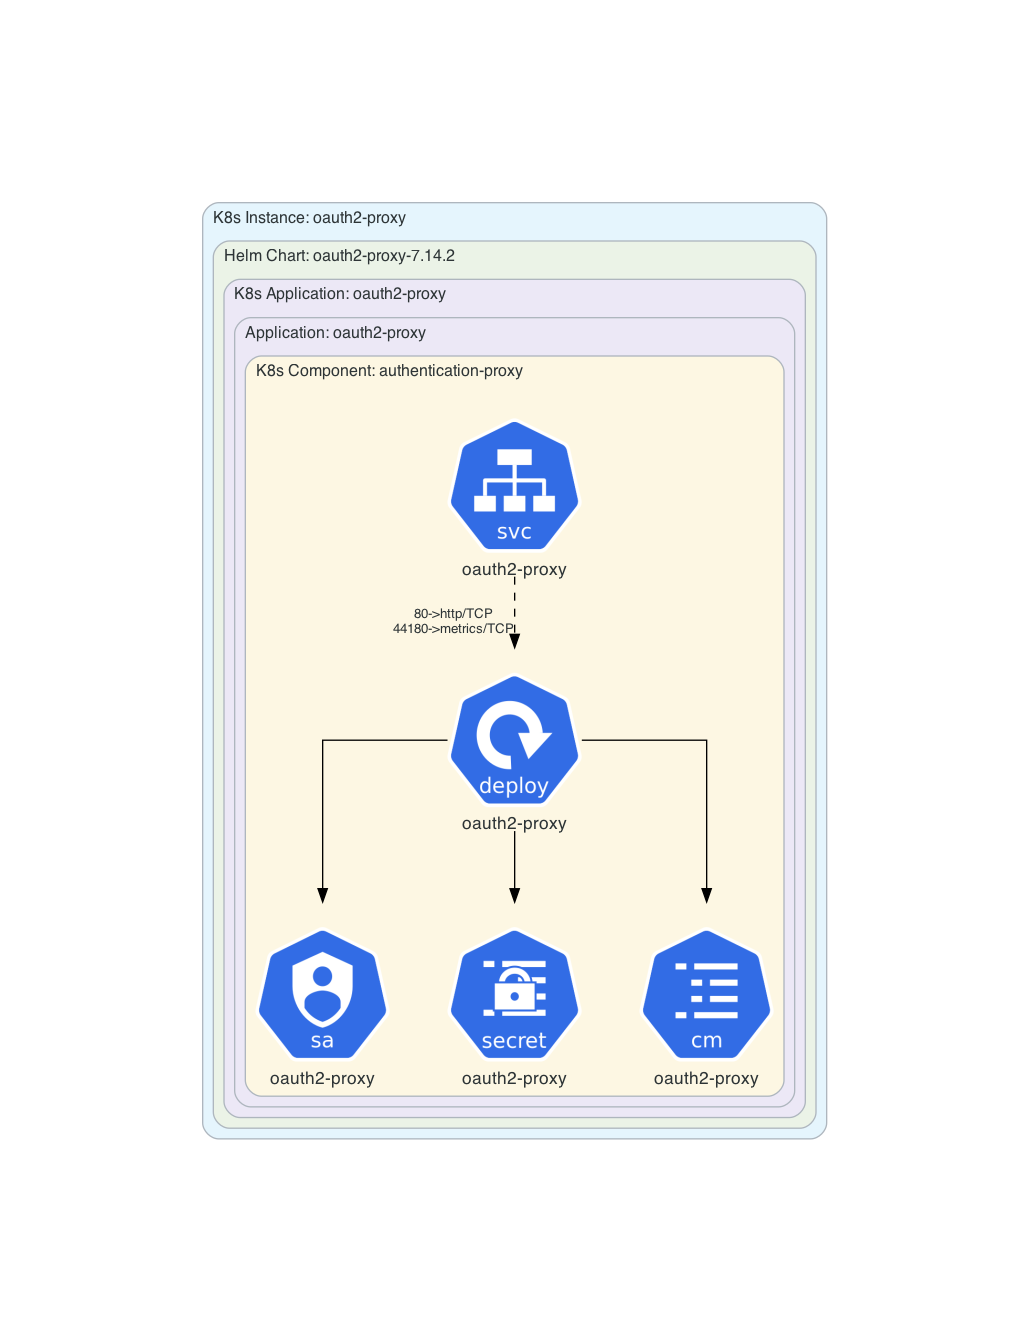 K8s Instance: oauth2-proxy
Helm Chart: oauth2-proxy-7.14.2
K8s Application: oauth2-proxy
Application: oauth2-proxy
K8s Component: authentication-proxy
svc
oauth2-proxy
80->http/TCP
44180->metrics/TCP
deploy
oauth2-proxy
sa
secret
cm
oauth2-proxy
oauth2-proxy
oauth2-proxy